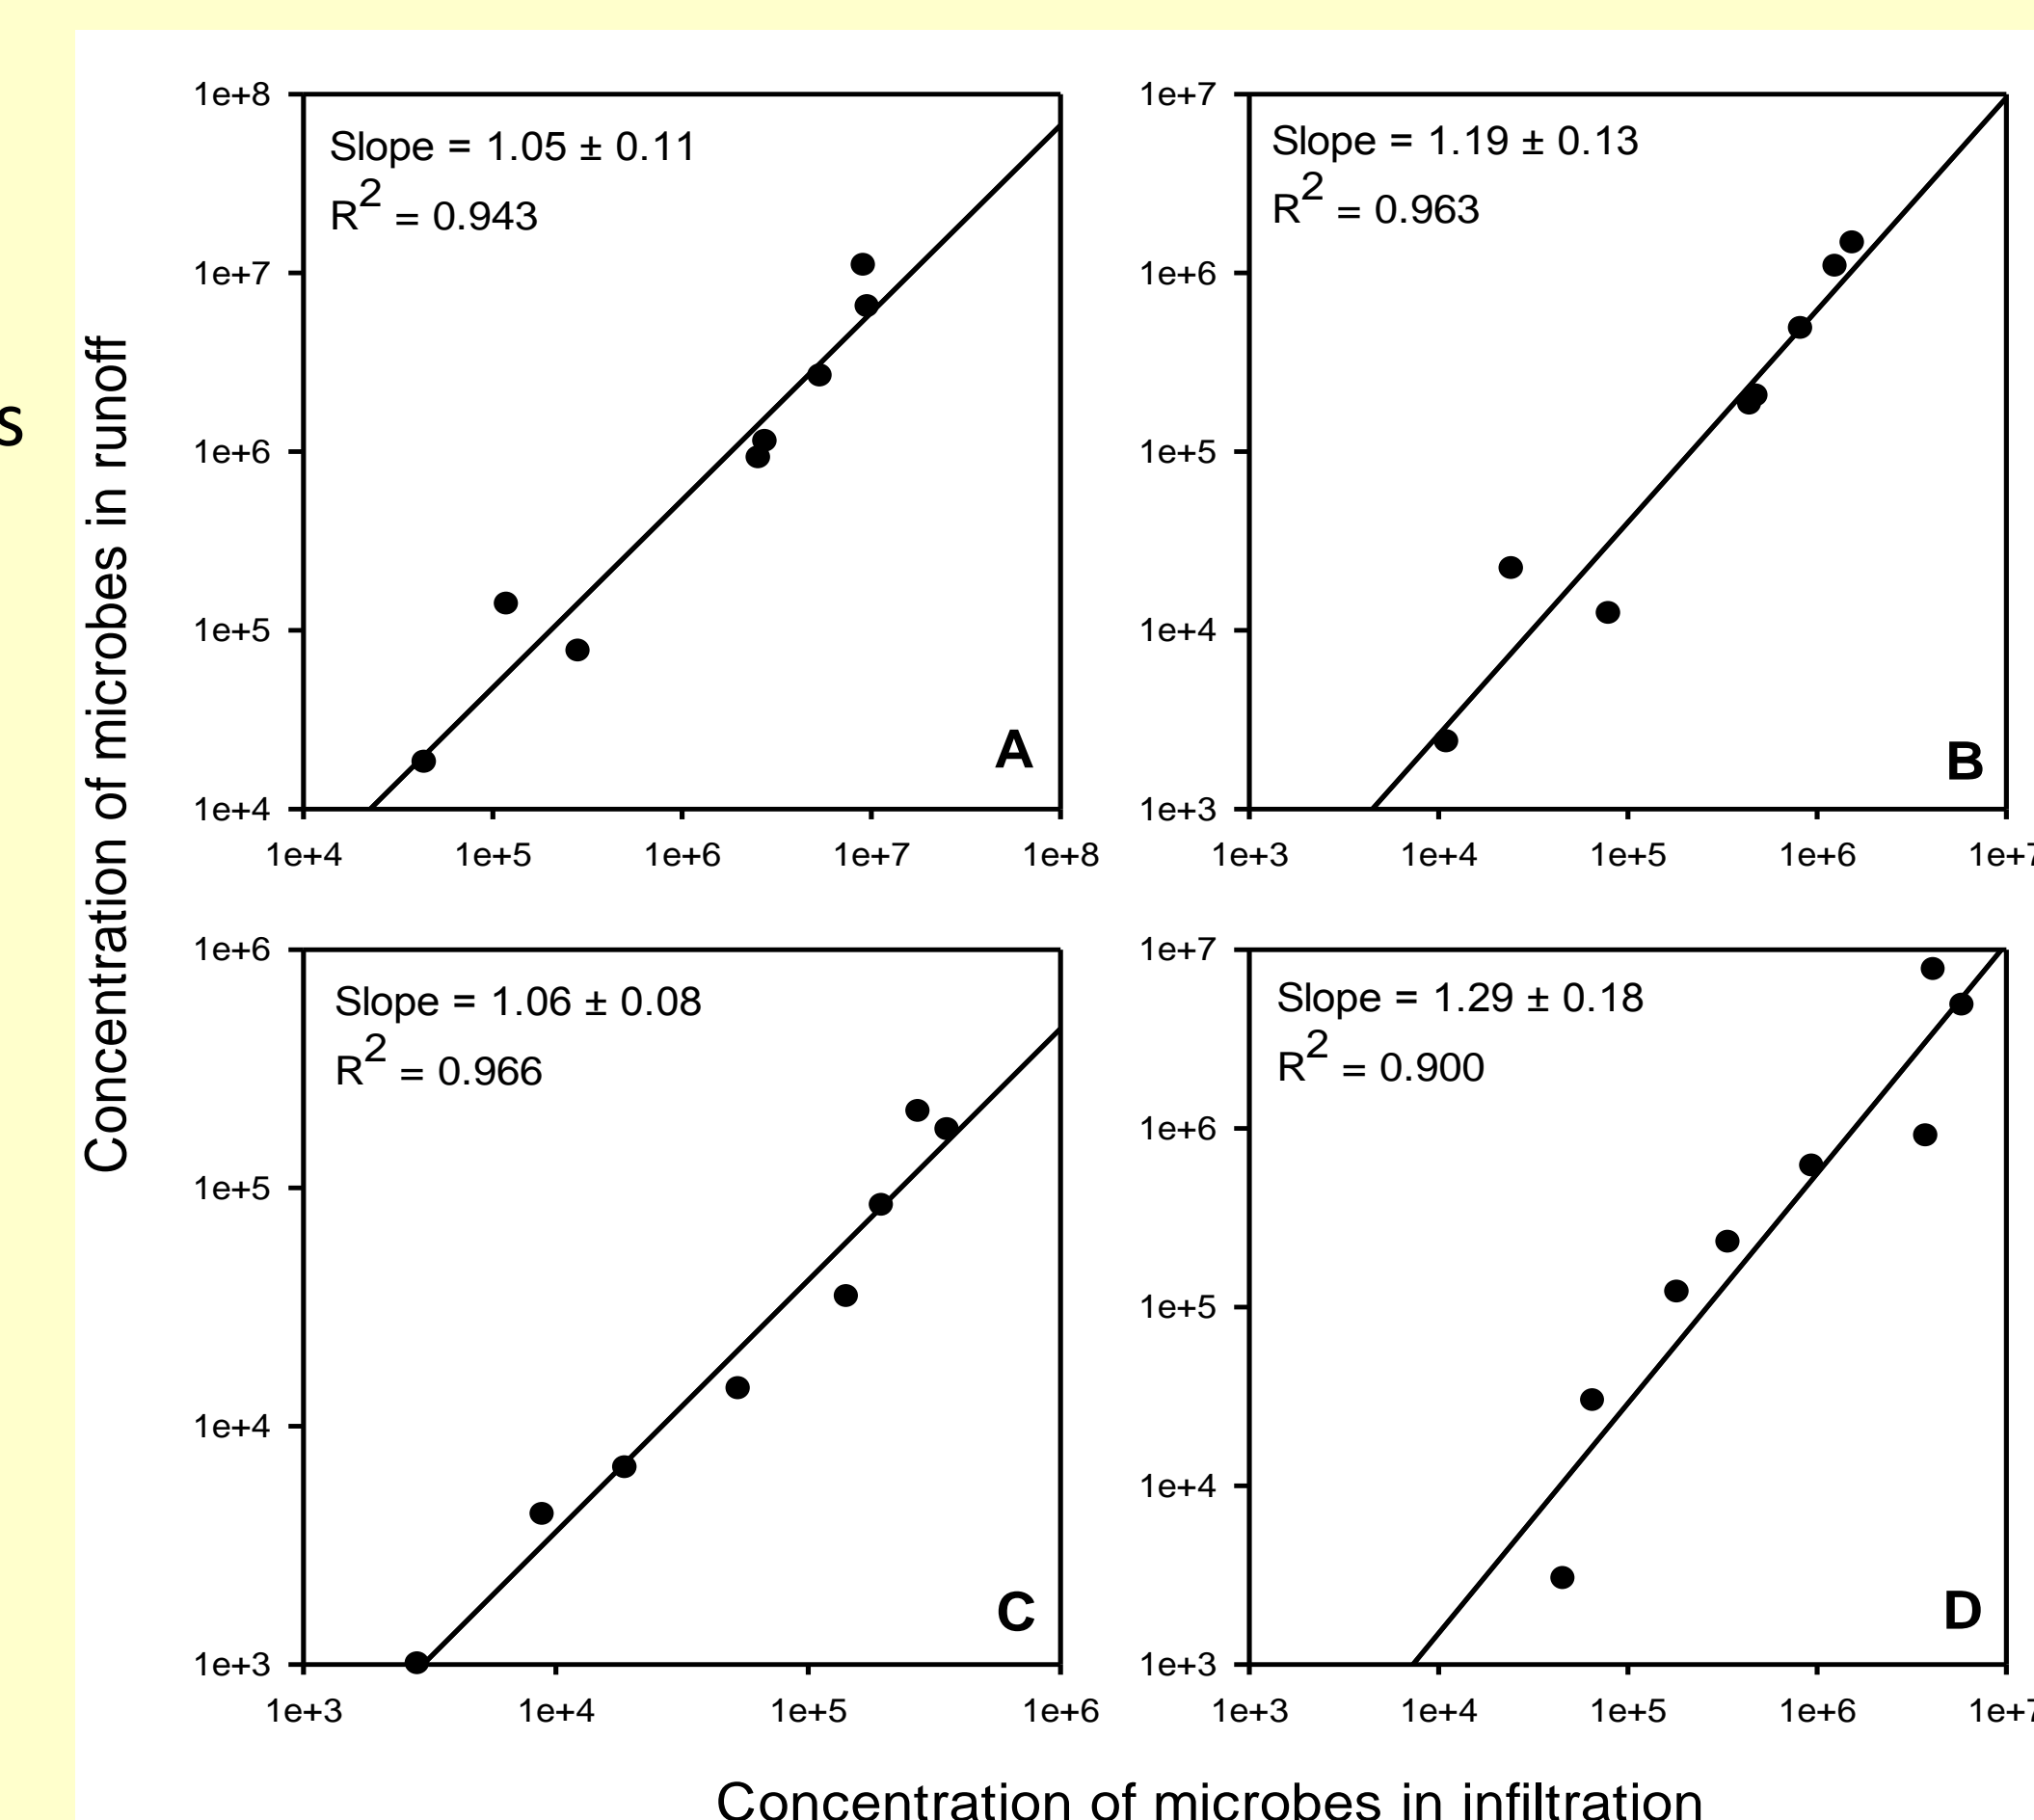 s
Concentration of microbes in runoff
1e+8
1e+7
1e+6
1e+5
1e+4
Slope = 1.05 ± 0.11
R2 = 0.943
A
1e+4 1e+5 1e+6 1e+7 1e+8
1e+7
1e+6
1e+5
1e+4
1e+3
Slope = 1.19 ± 0.13
R2 = 0.963
B
1e+3 1e+4 1e+5 1e+6 1e+7
1e+6
1e+5
1e+4
1e+3
Slope = 1.06 ± 0.08
R2 = 0.966
C
1e+3 1e+4 1e+5 1e+6
1e+7
1e+6
1e+5
1e+4
1e+3
Slope = 1.29 ± 0.18
R2 = 0.900
D
1e+3 1e+4 1e+5 1e+6 1e+7
Concentration of microbes in infiltration